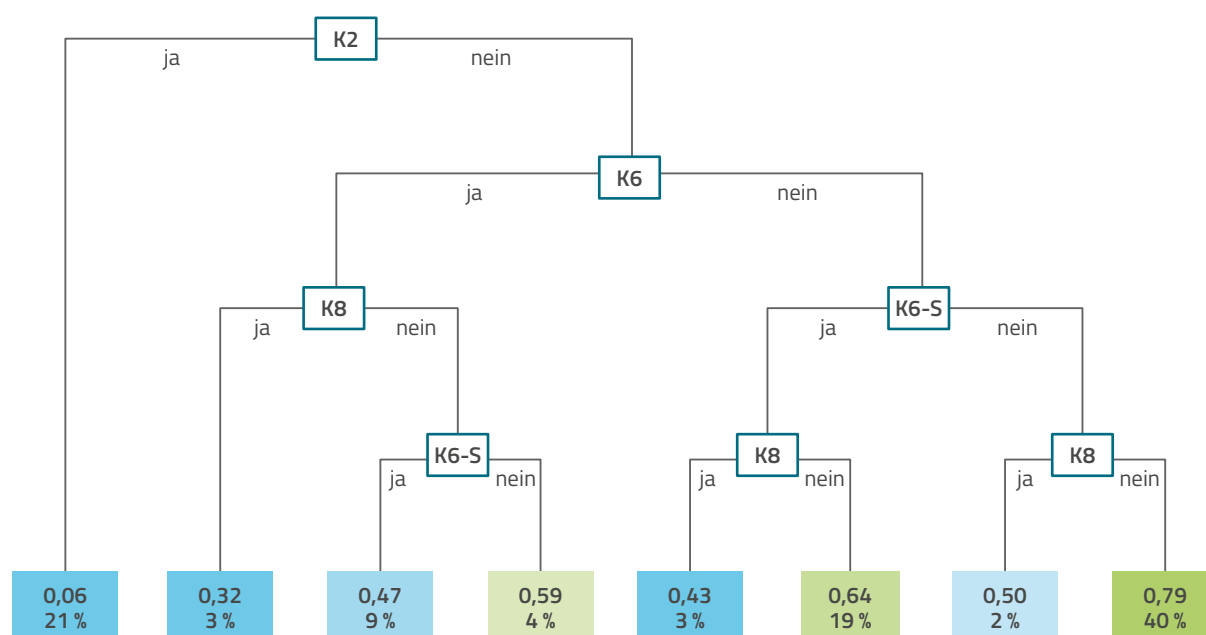 K2
ja
nein
K6
ja
nein
K8
K6-S
ja
nein
ja
nein
K6-S
K8
K8
ja
nein
ja
nein
ja
nein
0,06
21 %
0,32
3 %
0,47
9 %
0,59
4 %
0,43
3 %
0,64
19 %
0,50
2 %
0,79
40 %